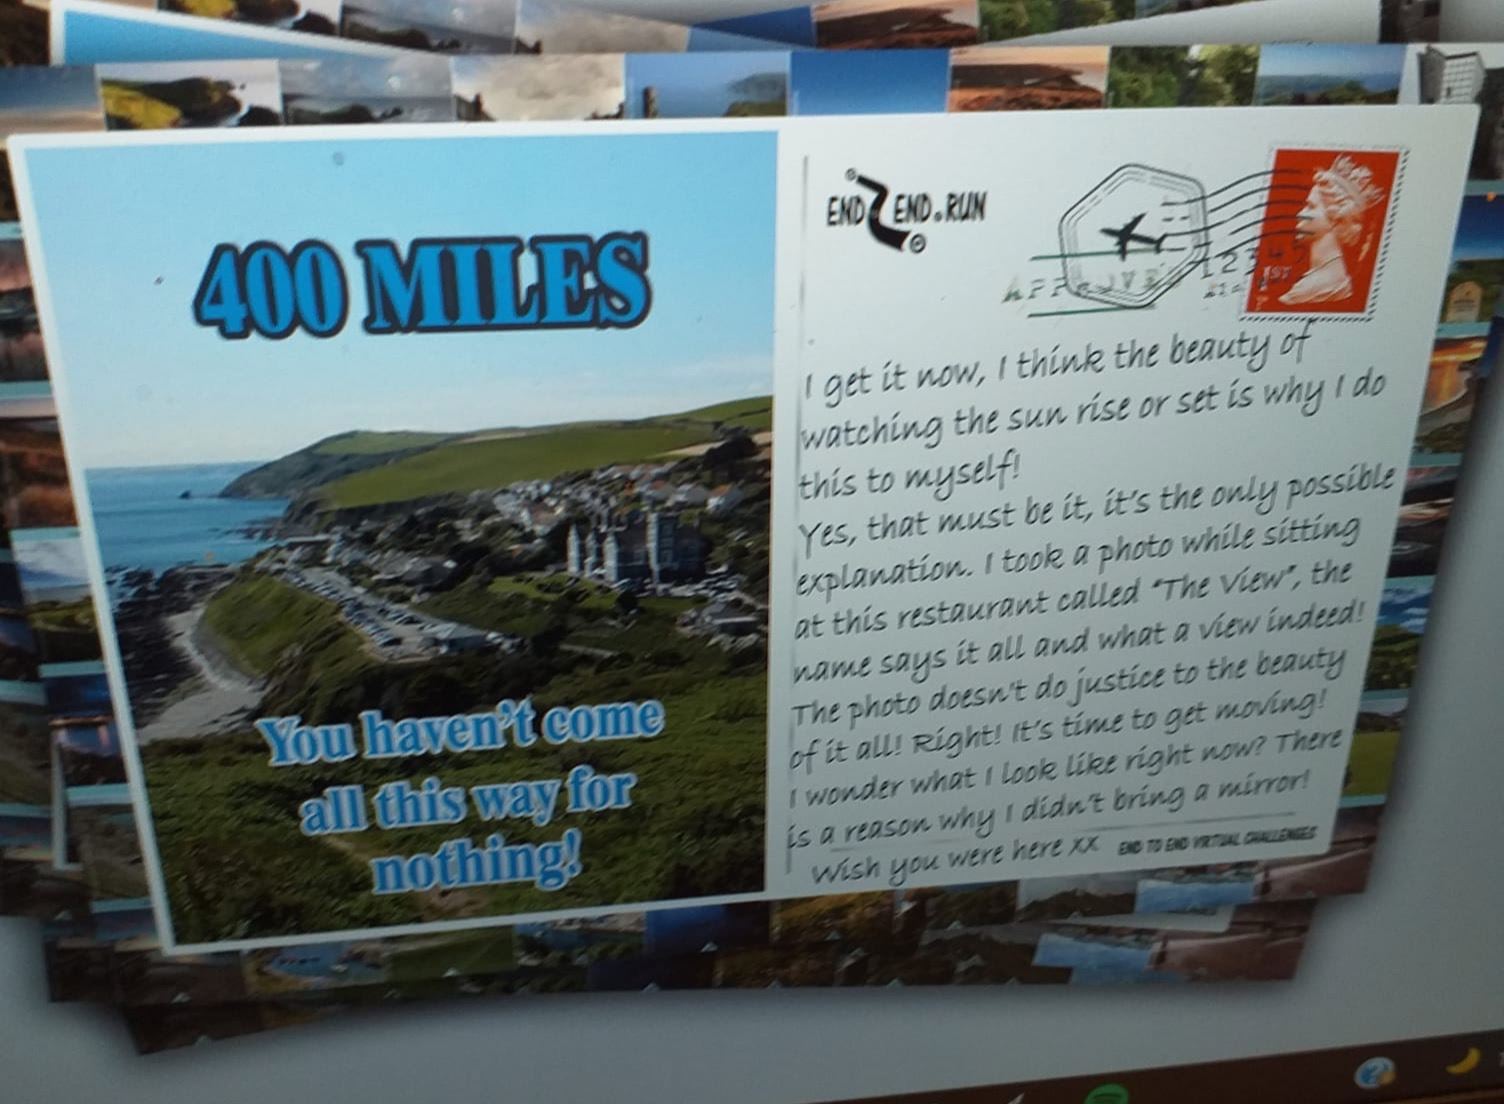 400 MILES
You haven't come
all this way for
nothing!
END2END.RUN
1ST
I get it now, I think the beauty of
watching the sun rise or set is why I do
this to myself!
Yes, that must be it, it's the only possible
explanation. I took a photo while sitting
at this restaurant called "The View", the
name says it all and what a view indeed!
The photo doesn't do justice to the beauty
of it all! Right! It's time to get moving!
I wonder what I look like right now? There
is a reason why I didn't bring a mirror!
Wish you were here XX
END TO END VIRTUAL CHALLENGES